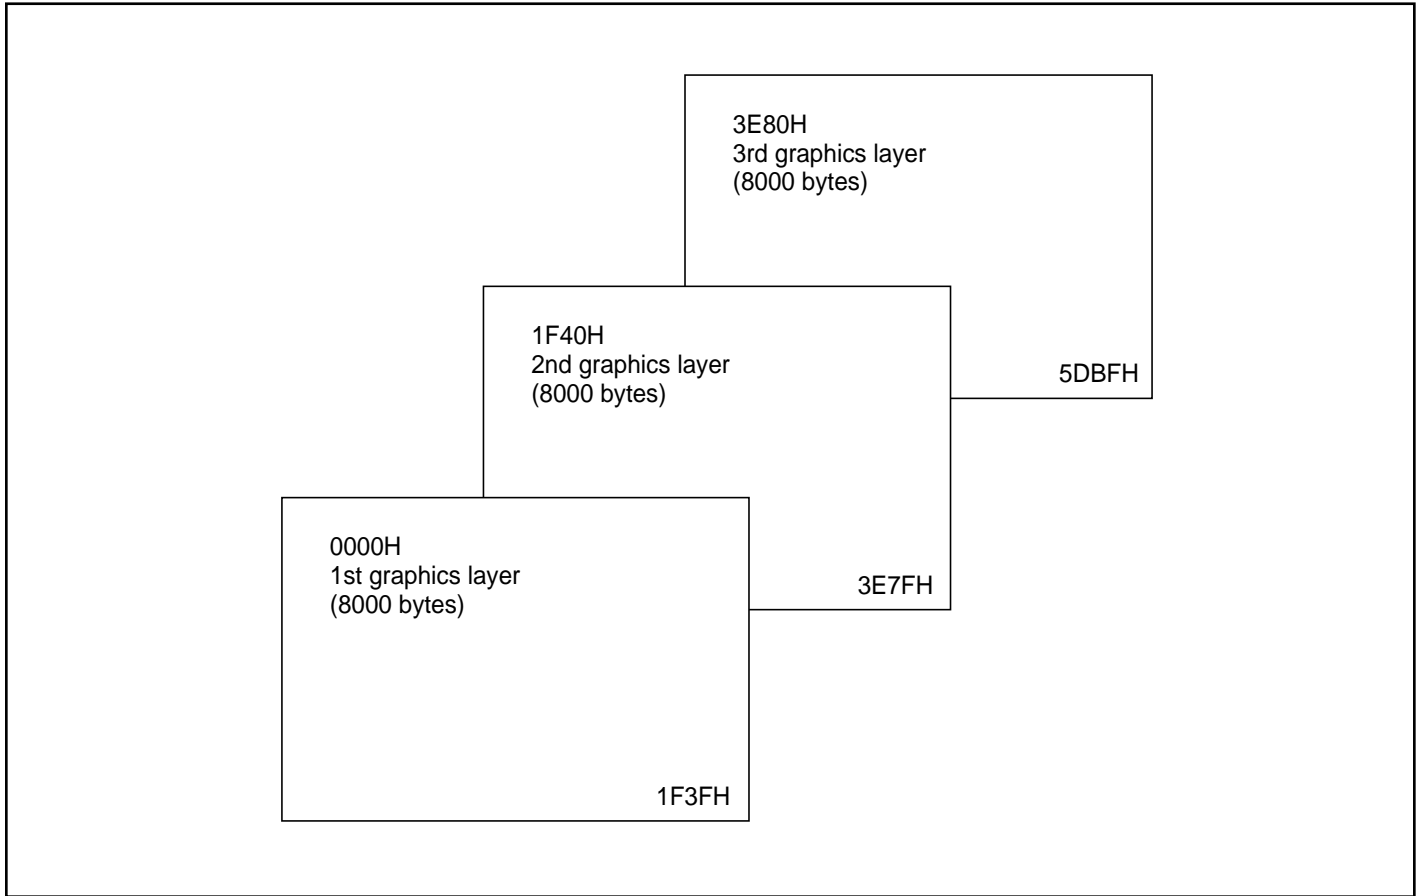 3E80H
3rd graphics layer
(8000 bytes)
5DBFH
1F40H
2nd graphics layer
(8000 bytes)
3E7FH
0000H
1st graphics layer
(8000 bytes)
1F3FH